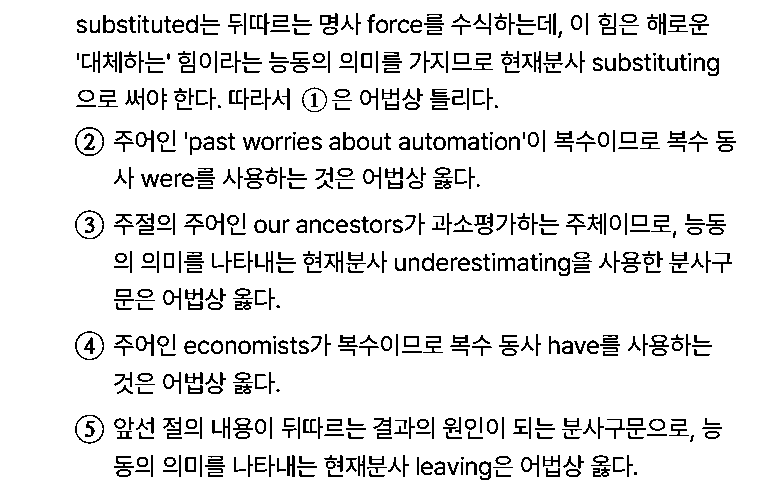 substituted는 뒤따르는 명사 force를 수식하는데, 이 힘은 해로운
'대체하는' 힘이라는 능동의 의미를 가지므로 현재분사 substituting
으로 써야 한다. 따라서 ①은 어법상 틀리다.
② 주어인 'past worries about automation'이 복수이므로 복수 동
사 were를 사용하는 것은 어법상 옳다.
③ 주절의 주어인 our ancestors가 과소평가하는 주체이므로, 능동
의 의미를 나타내는 현재분사 underestimating을 사용한 분사구
문은 어법상 옳다.
④ 주어인 economists가 복수이므로 복수 동사 have를 사용하는
것은 어법상 옳다.
⑤ 앞선 절의 내용이 뒤따르는 결과의 원인이 되는 분사구문으로, 능
동의 의미를 나타내는 현재분사 leaving은 어법상 옳다.